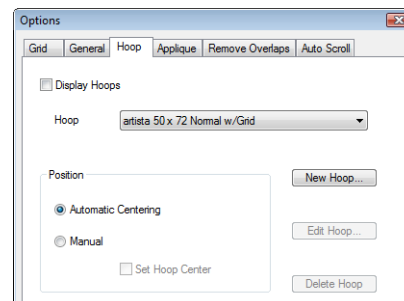 Options
Grid General Hoop Applique Remove Overlaps Auto Scroll
Display Hoops
Hoop artista 50 x 72 Normal w/Grid
Position
New Hoop...
Automatic Centering
Edit Hoop...
Manual
Set Hoop Center
Delete Hoop